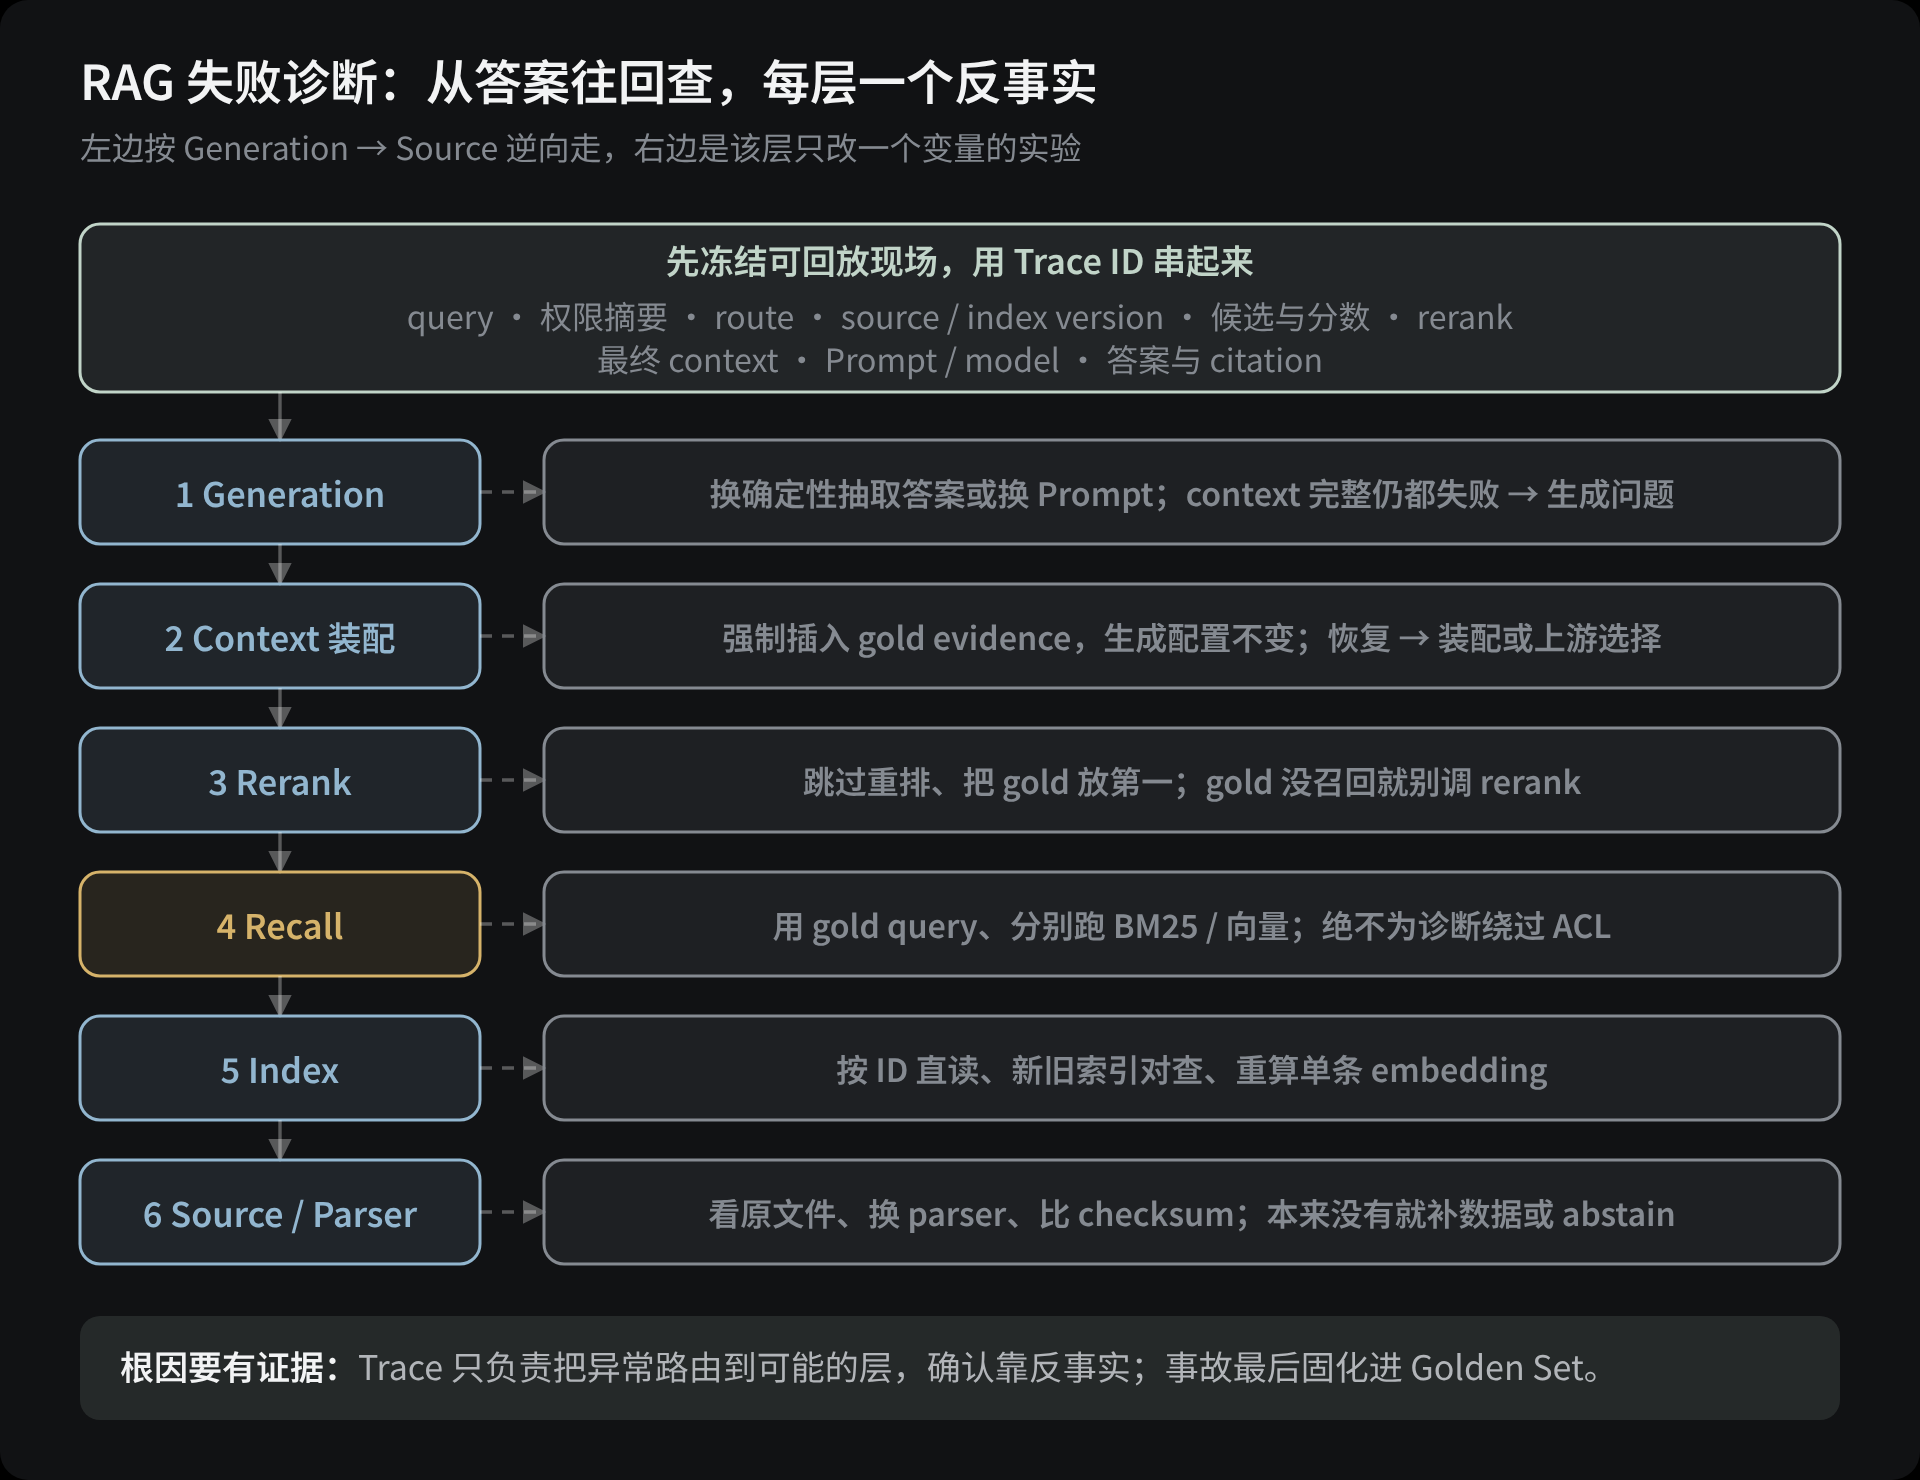 RAG 失败诊断：从答案往回查，每层一个反事实
左边按 Generation → Source 逆向走，右边是该层只改一个变量的实验
先冻结可回放现场，用 Trace ID 串起来
query · 权限摘要 · route · source / index version · 候选与分数 · rerank
最终 context · Prompt / model · 答案与 citation
1 Generation
换确定性抽取答案或换 Prompt；context 完整仍都失败 → 生成问题
2 Context 装配
强制插入 gold evidence，生成配置不变；恢复 → 装配或上游选择
3 Rerank
跳过重排、把 gold 放第一；gold 没召回就别调 rerank
4 Recall
用 gold query、分别跑 BM25 / 向量；绝不为诊断绕过 ACL
5 Index
按 ID 直读、新旧索引对查、重算单条 embedding
6 Source / Parser
看原文件、换 parser、比 checksum；本来没有就补数据或 abstain
根因要有证据：Trace 只负责把异常路由到可能的层，确认靠反事实；事故最后固化进 Golden Set。